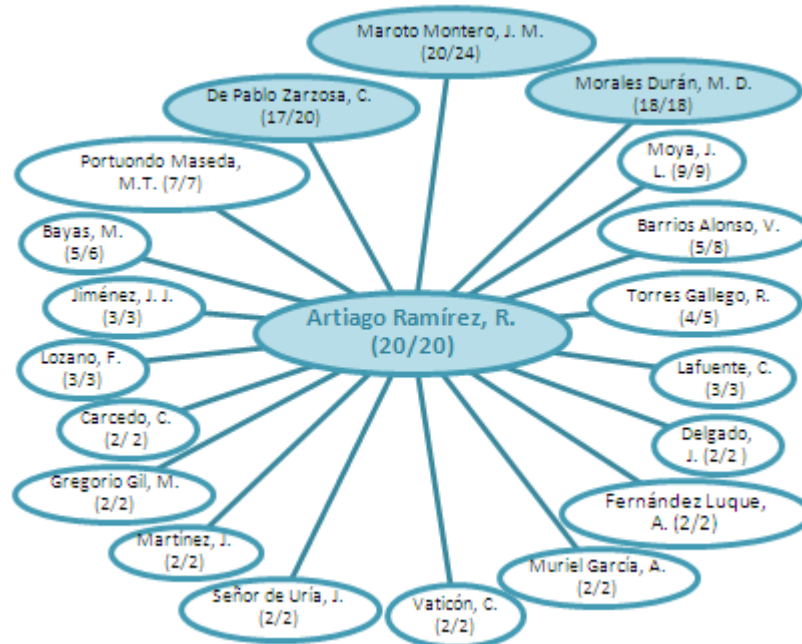 Maroto Montero, J. M.
(20/24)
De Pablo Zarzosa, C.
(17/20)
Morales Durán, M. D.
(18/18)
Portuondo Maseda,
M.T. (7/7)
Moya, J.
L. (9/9)
Bayas, M.
(5/6)
Barrios Alonso, V.
(5/8)
Jiménez, J. J.
(3/3)
Artiago Ramírez, R.
(20/20)
Torres Gallego, R.
(4/5)
Lozano, F.
(3/3)
Lafuente, C.
(3/3)
Carcedo, C.
(2/ 2)
Delgado,
J. (2/2 )
Gregorio Gil, M.
(2/2)
Fernández Luque,
A. (2/2)
Martínez, J.
(2/2)
Muriel García, A.
(2/2)
Señor de Uría, J.
(2/2)
Vaticón, C.
(2/2)